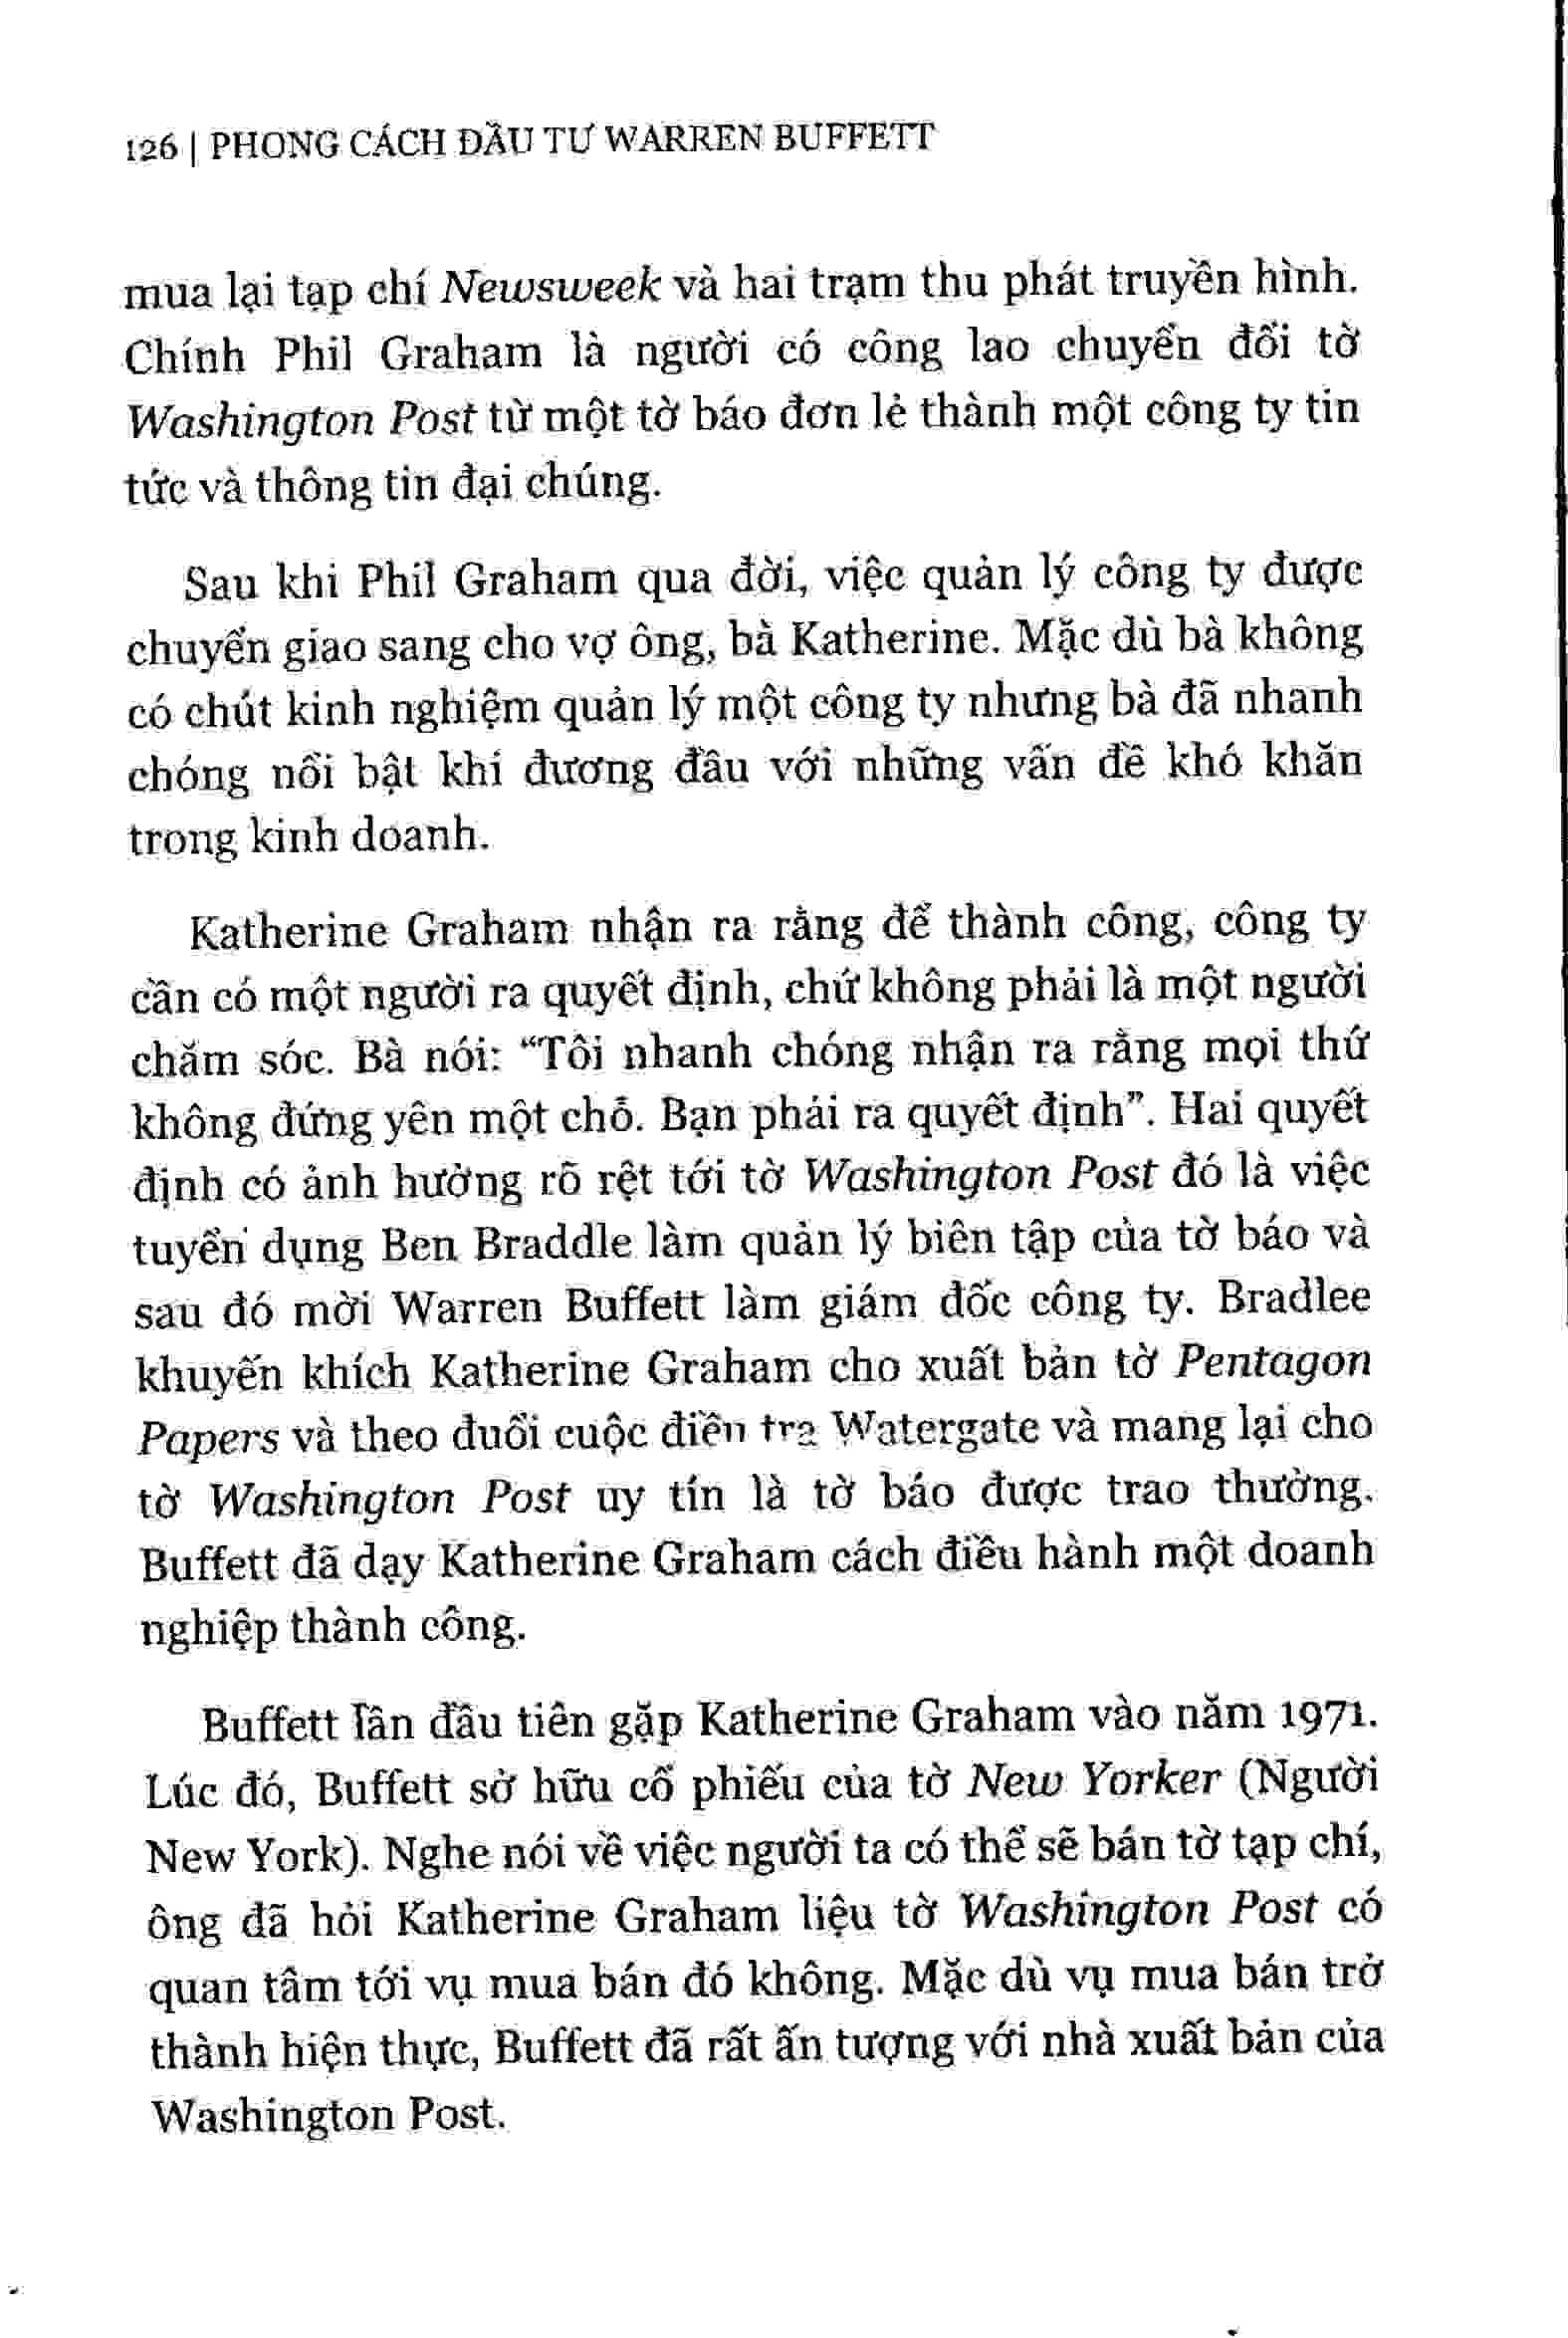 126 | PHONG CÁCH ĐẦU TƯ WARREN BUFFETT
mua lại tạp chí Newsweek và hai trạm thu phát truyền hình.
Chính Phil Graham là người có công lao chuyển đổi tờ
Washington Post từ một tờ báo đơn lẻ thành một công ty tin
tức và thông tin đại chúng.
Sau khi Phil Graham qua đời, việc quản lý công ty được
chuyển giao sang cho vợ ông, bà Katherine. Mặc dù bà không
có chút kinh nghiệm quản lý một công ty nhưng bà đã nhanh
chóng nổi bật khi đương đầu với những vấn đề khó khăn
trong kinh doanh.
Katherine Graham nhận ra rằng để thành công, công ty
cần có một người ra quyết định, chứ không phải là một người
chăm sóc. Bà nói: “Tôi nhanh chóng nhận ra rằng mọi thứ
không đứng yên một chỗ. Bạn phải ra quyết định”. Hai quyết
định có ảnh hưởng rõ rệt tới tờ Washington Post đó là việc
tuyển dụng Ben Braddle làm quản lý biên tập của tờ báo và
sau đó mời Warren Buffett làm giám đốc công ty. Bradlee
khuyến khích Katherine Graham cho xuất bản tờ Pentagon
Papers và theo đuổi cuộc điều tra Watergate và mang lại cho
tờ Washington Post uy tín là tờ báo được trao thưởng.
Buffett đã dạy Katherine Graham cách điều hành một doanh
nghiệp thành công.
Buffett lần đầu tiên gặp Katherine Graham vào năm 1971.
Lúc đó, Buffett sở hữu cổ phiếu của tờ New Yorker (Người
New York). Nghe nói về việc người ta có thể sẽ bán tờ tạp chí,
ông đã hỏi Katherine Graham liệu tờ Washington Post có
quan tâm tới vụ mua bán đó không. Mặc dù vụ mua bán trở
thành hiện thực, Buffett đã rất ấn tượng với nhà xuất bản của
Washington Post.